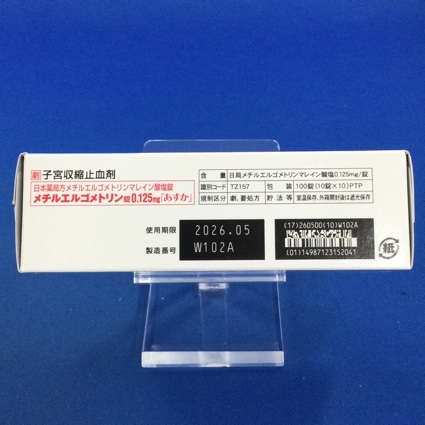 劇 子宮収縮止血剤
日本薬局方メチルエルゴメトリンマレイン酸塩錠
メチルエルゴメトリン錠0.125mg「あすか」
含量 日局メチルエルゴメトリンマレイン酸塩0.125mg/錠
識別コード TZ157 包装 100錠(10錠×10)PTP
規制区分 劇、要処方 貯法等 室温保存、外箱開封後は遮光保存
使用期限 2026.05
製造番号 W102A
(17)260500(10)W102A
(01)14987123152041
紙